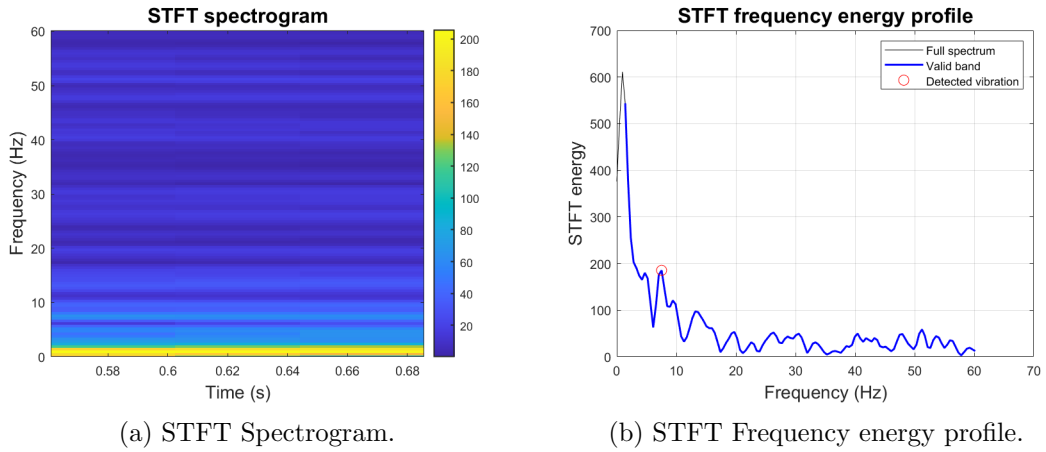 STFT spectrogram
60
50
40
30
20
10
0
Frequency (Hz)
0.58 0.6 0.62 0.64 0.66 0.68
Time (s)
200
180
160
140
120
100
80
60
40
20
(a) STFT Spectrogram.
STFT frequency energy profile
700
600
500
400
300
200
100
0
STFT energy
Full spectrum
Valid band
Detected vibration
0 10 20 30 40 50 60 70
Frequency (Hz)
(b) STFT Frequency energy profile.